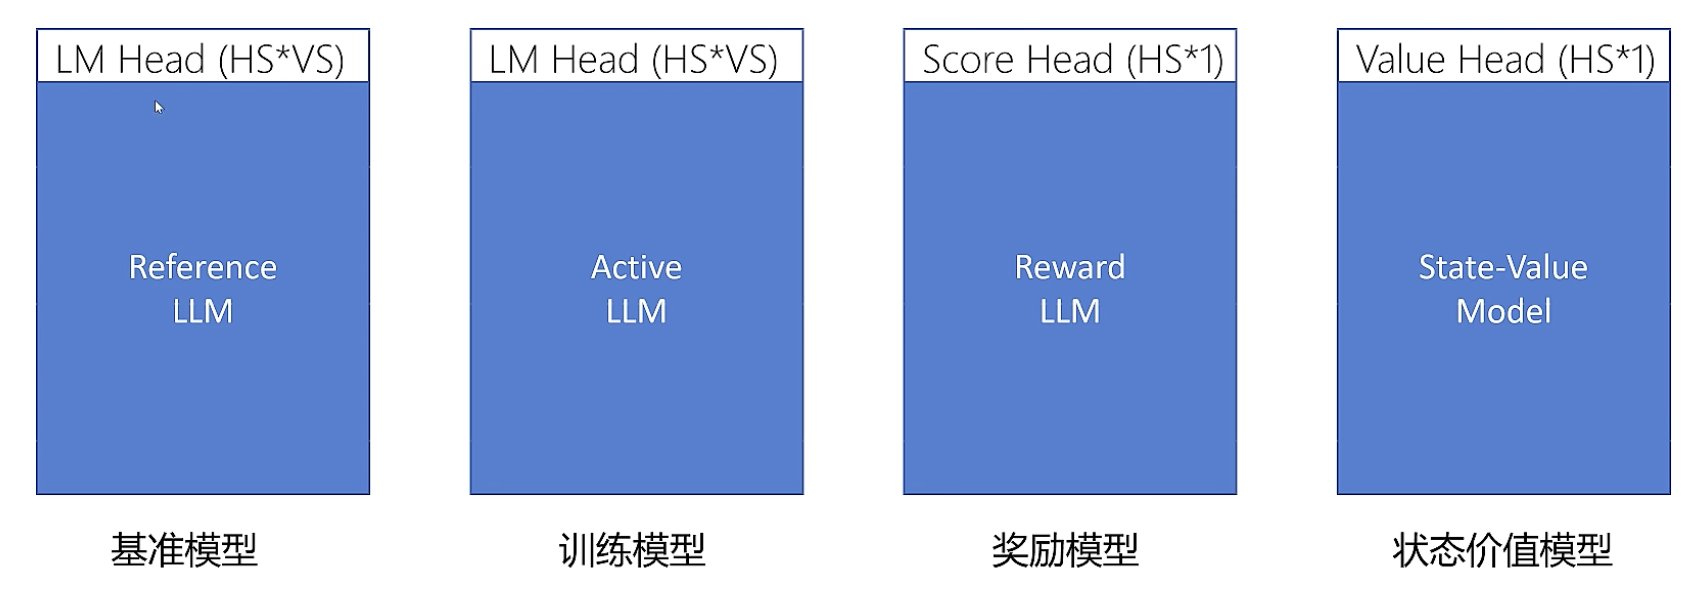 LM Head (HS*VS)
LM Head (HS*VS)
Score Head (HS*1)
Value Head (HS*1)
Reference
LLM
Active
LLM
Reward
LLM
State-Value
Model
基准模型
训练模型
奖励模型
状态价值模型